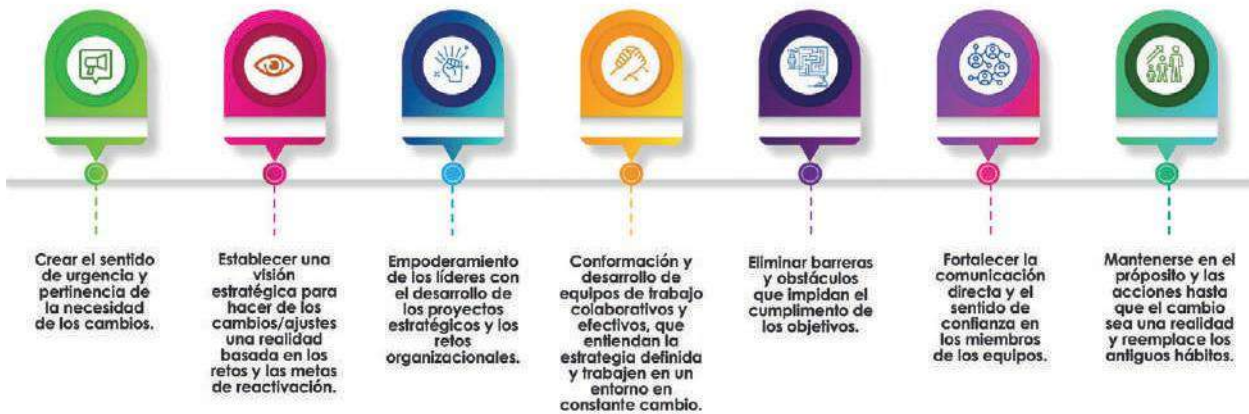 Crear el sentido
de urgencia y
pertinencia de
la necesidad
de los cambios.
Establecer una
visión
estratégica para
hacer de los
cambios/ajustes
una realidad
basada en los
retos y las metas
de reactivación.
Empoderamiento
de los líderes con
el desarrollo de
los proyectos
estratégicos y los
retos
organizacionales.
Conformación y
desarrollo de
equipos de trabajo
colaborativos y
efectivos, que
entiendan la
estrategia definida
y trabajen en un
entorno en
constante cambio.
Eliminar barreras
y obstáculos
que impidan el
cumplimento de
los objetivos.
Fortalecer la
comunicación
directa y el
sentido de
confianza en
los miembros
de los equipos.
Mantenerse en el
própósito y las
acciones hasta
que el cambio
sea una realidad
y reemplace los
antiguos hábitos.